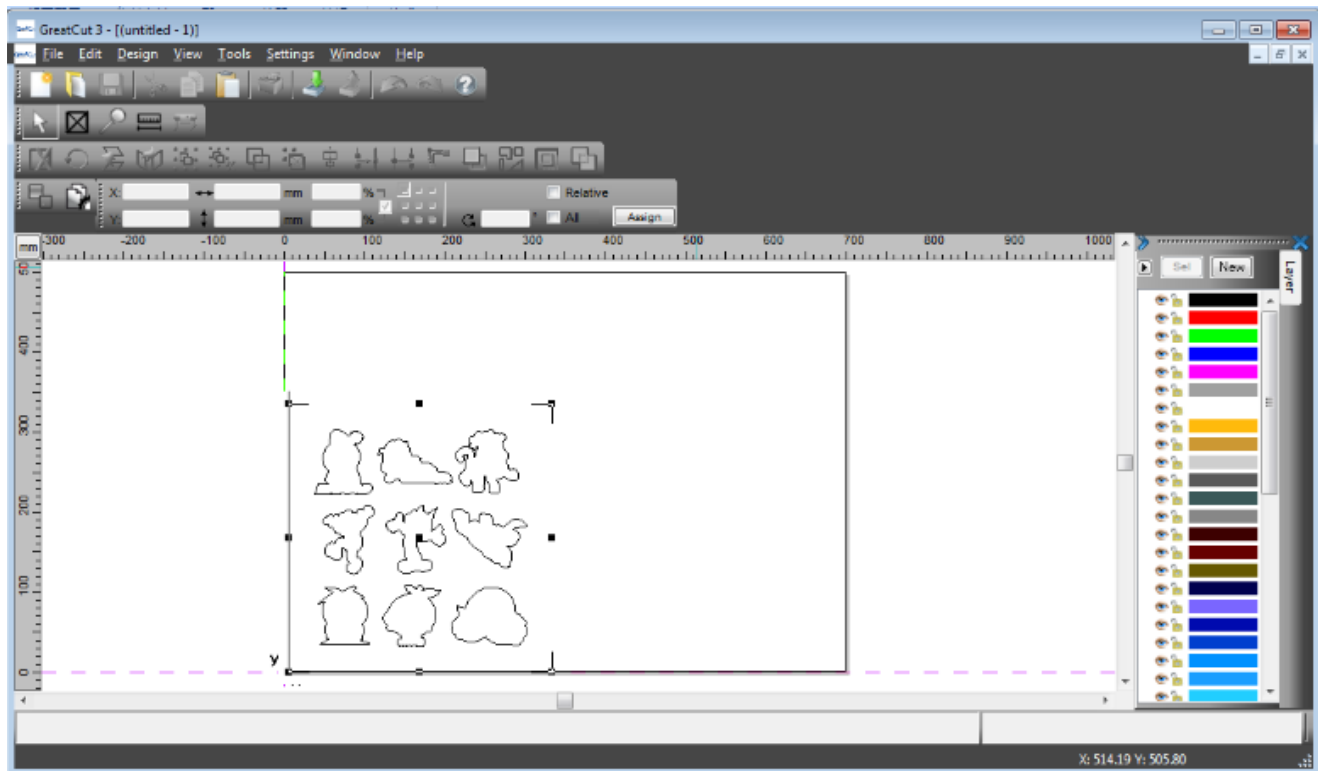 GreatCut 3 - [(untitled - 1)]
File Edit Design View Tools Settings Window Help
X: mm % Relative
Y: mm % ° All Assign
mm -300 -200 -100 0 100 200 300 400 500 600 700 800 900 1000
Sel New
Layer
50
400
300
200
100
0
y
X: 514.19 Y: 505.80